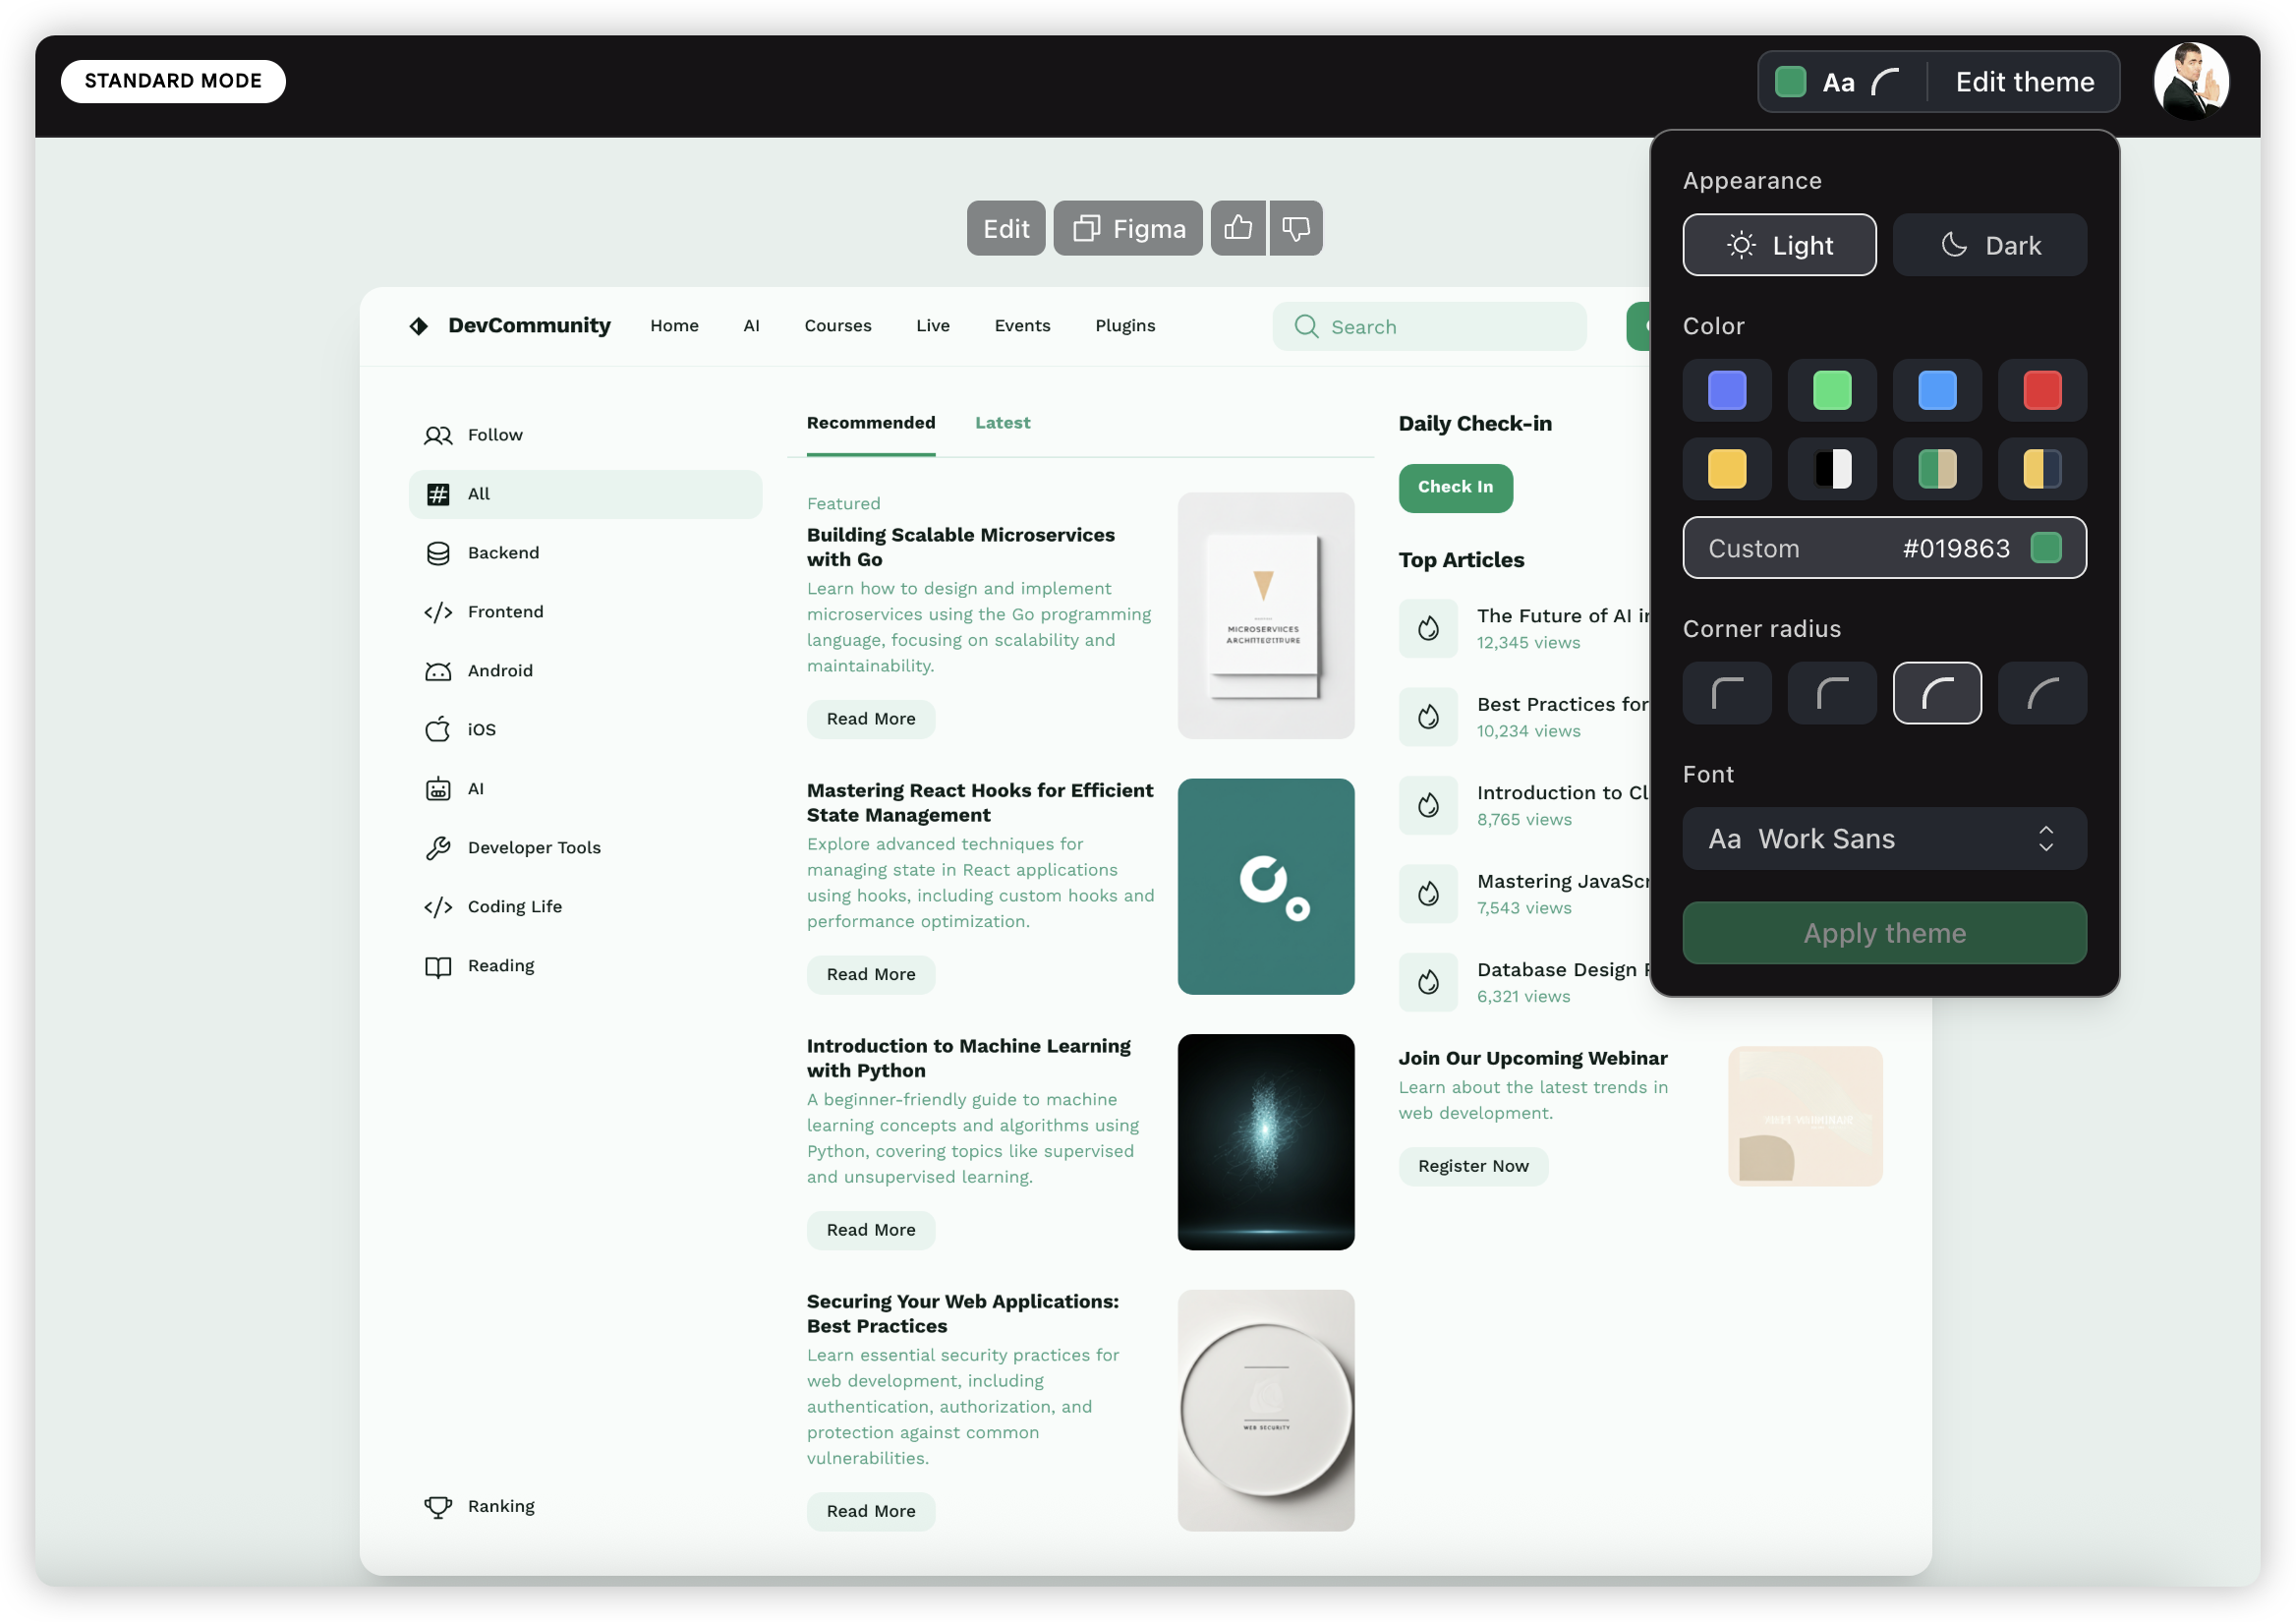 STANDARD MODE
Aa
Edit theme
Edit
Figma
Appearance
Light
Dark
Color
Custom #019863
Corner radius
Font
Aa Work Sans
Apply theme
DevCommunity
Home
AI
Courses
Live
Events
Plugins
Search
Follow
All
Backend
Frontend
Android
iOS
AI
Developer Tools
Coding Life
Reading
Ranking
Recommended
Latest
Featured
Building Scalable Microservices
with Go
Learn how to design and implement
microservices using the Go programming
language, focusing on scalability and
maintainability.
Read More
MICROSERVIICES
ARCHITECTITPURE
Mastering React Hooks for Efficient
State Management
Explore advanced techniques for
managing state in React applications
using hooks, including custom hooks and
performance optimization.
Read More
Introduction to Machine Learning
with Python
A beginner-friendly guide to machine
learning concepts and algorithms using
Python, covering topics like supervised
and unsupervised learning.
Read More
Securing Your Web Applications:
Best Practices
Learn essential security practices for
web development, including
authentication, authorization, and
protection against common
vulnerabilities.
Read More
WEB SECURITY
Daily Check-in
Check In
Top Articles
The Future of AI
12,345 views
Best Practices for
10,234 views
Introduction to Cl
8,765 views
Mastering JavaScr
7,543 views
Database Design
6,321 views
Join Our Upcoming Webinar
Learn about the latest trends in
web development.
Register Now